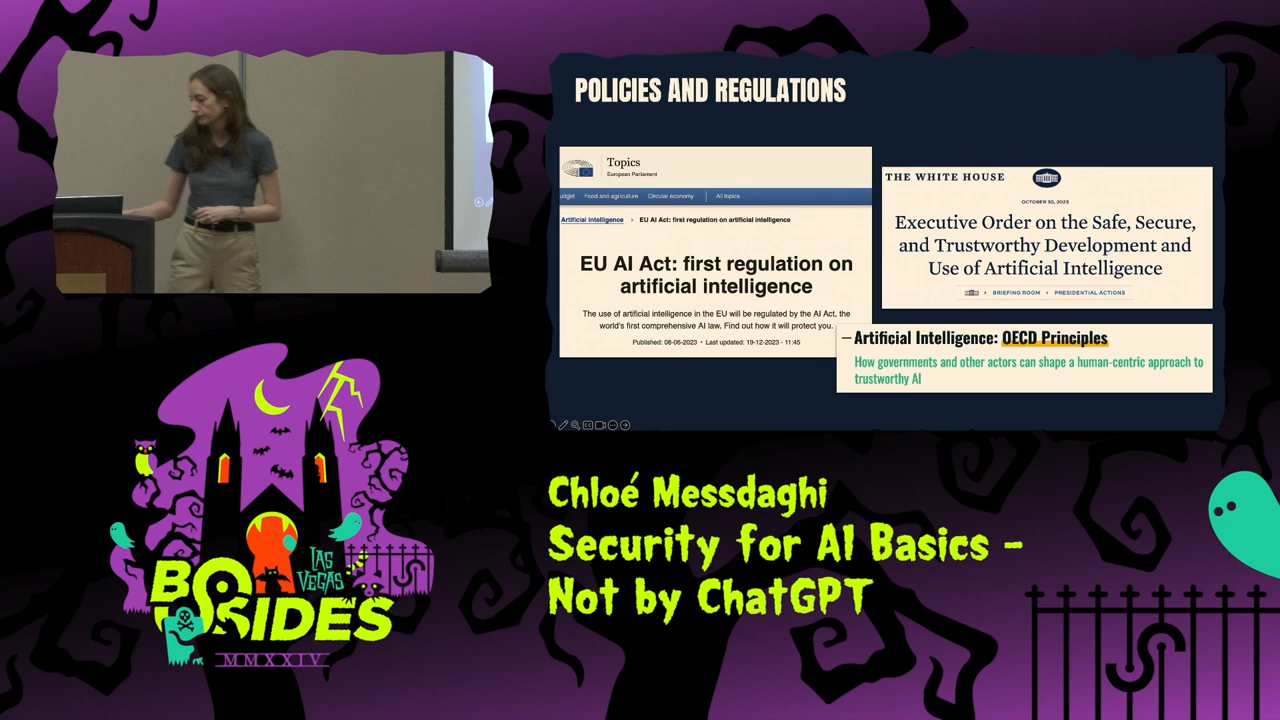 POLICIES AND REGULATIONS
Topics
European Parliament
udget Food and agriculture Circular economy All topics
Artificial intelligence › EU AI Act: first regulation on artificial intelligence
EU AI Act: first regulation on
artificial intelligence
The use of artificial intelligence in the EU will be regulated by the AI Act, the
world's first comprehensive AI law. Find out how it will protect you.
Published: 08-06-2023 • Last updated: 19-12-2023 - 11:45
THE WHITE HOUSE
OCTOBER 30, 2023
Executive Order on the Safe, Secure,
and Trustworthy Development and
Use of Artificial Intelligence
BRIEFING ROOM › PRESIDENTIAL ACTIONS
— Artificial Intelligence: OECD Principles
How governments and other actors can shape a human-centric approach to
trustworthy AI
LAS
VEGAS
BSIDES
MMXXIV
Chloé Messdaghi
Security for AI Basics -
Not by ChatGPT